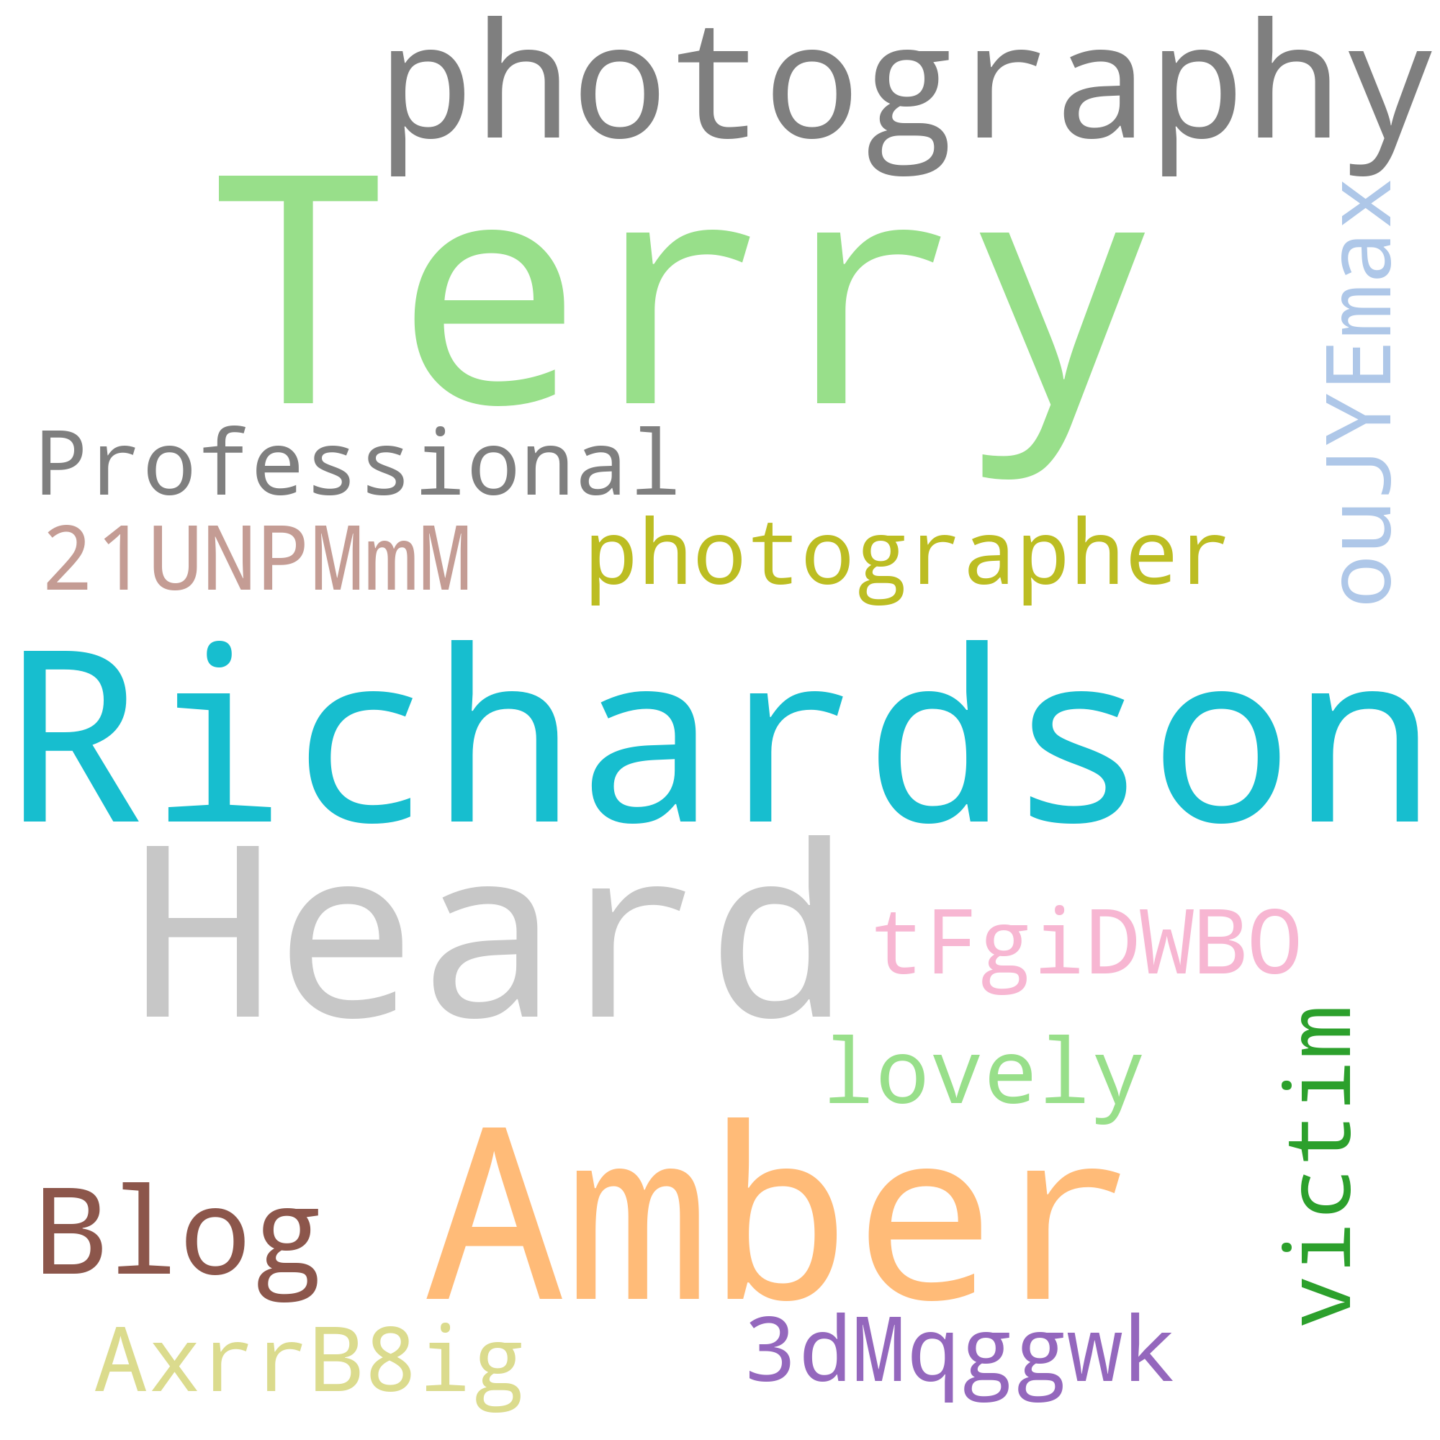 photography
Terry
ouJYEmax
Professional
21UNPMmM
photographer
Richardson
Heard
tFgiDWBO
lovely
victim
Amber
Blog
3dMqggwk
AxrrB8ig